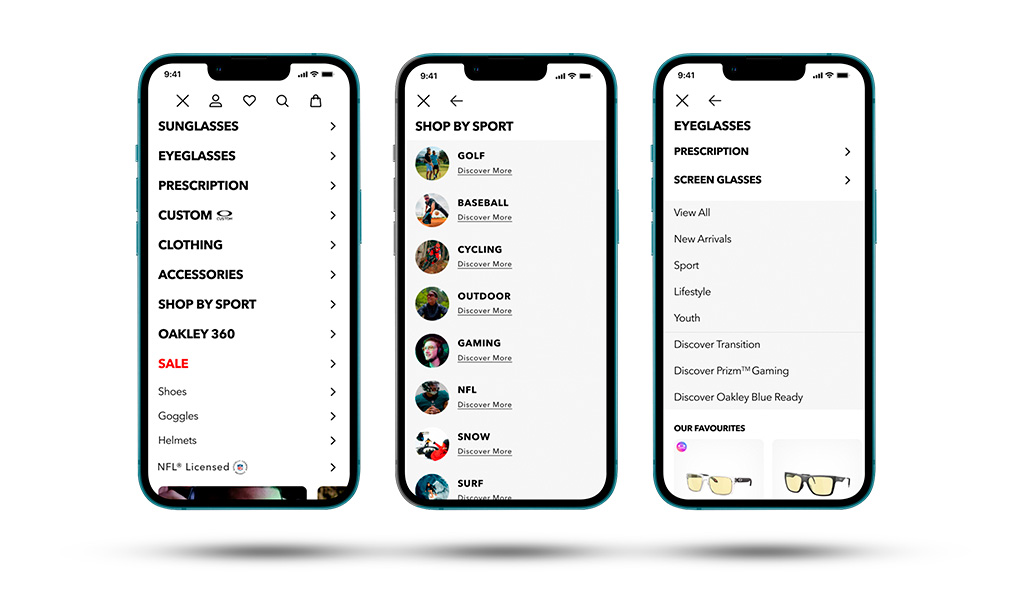 9:41
SUNGLASSES
EYEGLASSES
PRESCRIPTION
CUSTOM CUSTOM
CLOTHING
ACCESSORIES
SHOP BY SPORT
OAKLEY 360
SALE
Shoes
Goggles
Helmets
NFL® Licensed
9:41
SHOP BY SPORT
GOLF
Discover More
BASEBALL
Discover More
CYCLING
Discover More
OUTDOOR
Discover More
GAMING
Discover More
NFL
Discover More
SNOW
Discover More
SURF
Discover More
9:41
EYEGLASSES
PRESCRIPTION
SCREEN GLASSES
View All
New Arrivals
Sport
Lifestyle
Youth
Discover Transition
Discover Prizm™ Gaming
Discover Oakley Blue Ready
OUR FAVOURITES